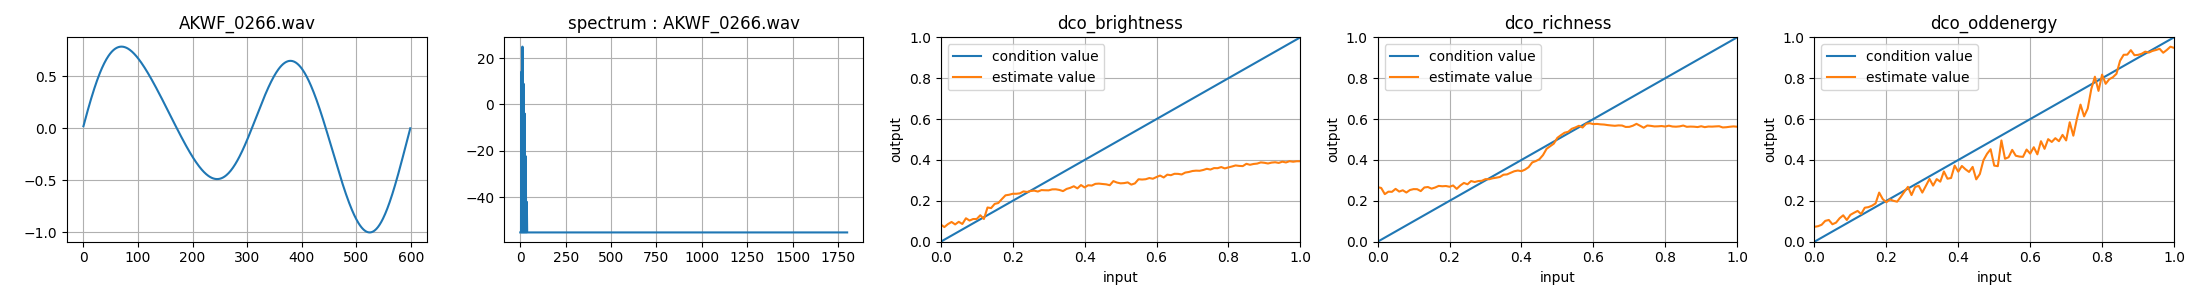 AKWF_0266.wav
0.5
0.0
−0.5
−1.0
0 100 200 300 400 500 600
spectrum : AKWF_0266.wav
20
0
−20
−40
0 250 500 750 1000 1250 1500 1750
dco_brightness
condition value
estimate value
output
1.0
0.8
0.6
0.4
0.2
0.0
0.0 0.2 0.4 0.6 0.8 1.0
input
dco_richness
condition value
estimate value
output
1.0
0.8
0.6
0.4
0.2
0.0
0.0 0.2 0.4 0.6 0.8 1.0
input
dco_oddenergy
condition value
estimate value
output
1.0
0.8
0.6
0.4
0.2
0.0
0.0 0.2 0.4 0.6 0.8 1.0
input